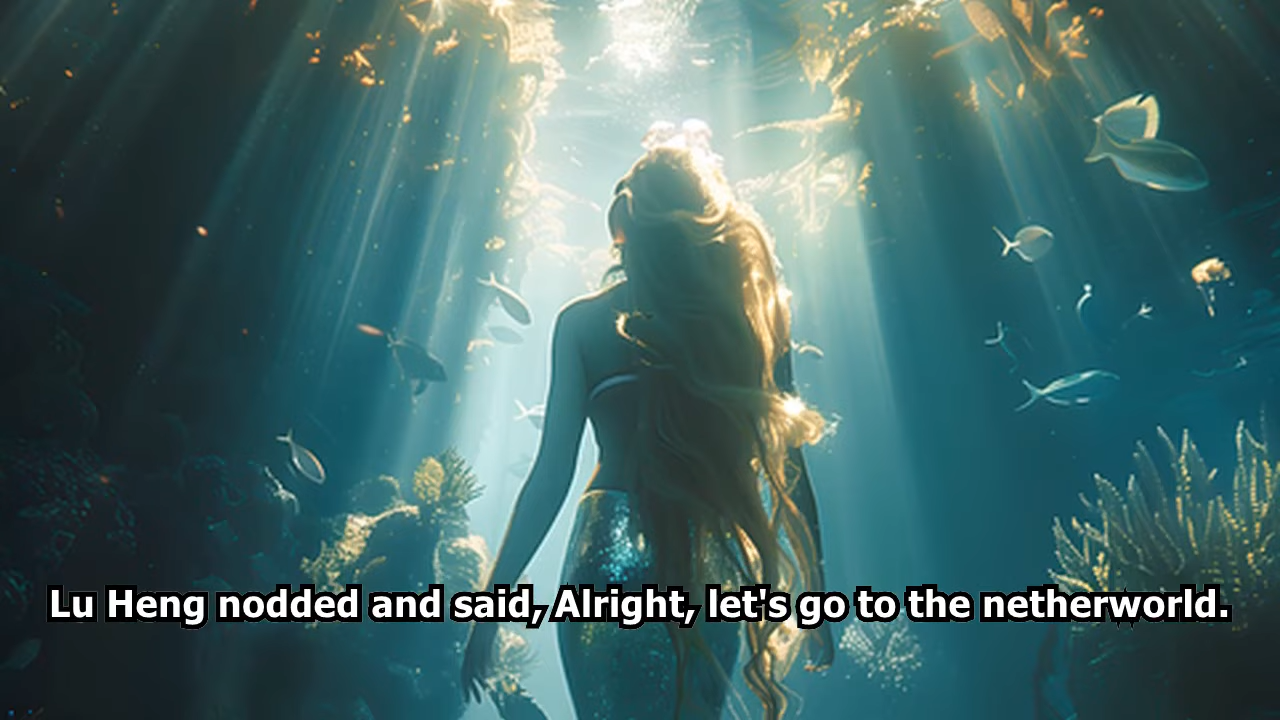 Lu Heng nodded and said, Alright, let's go to the netherworld.